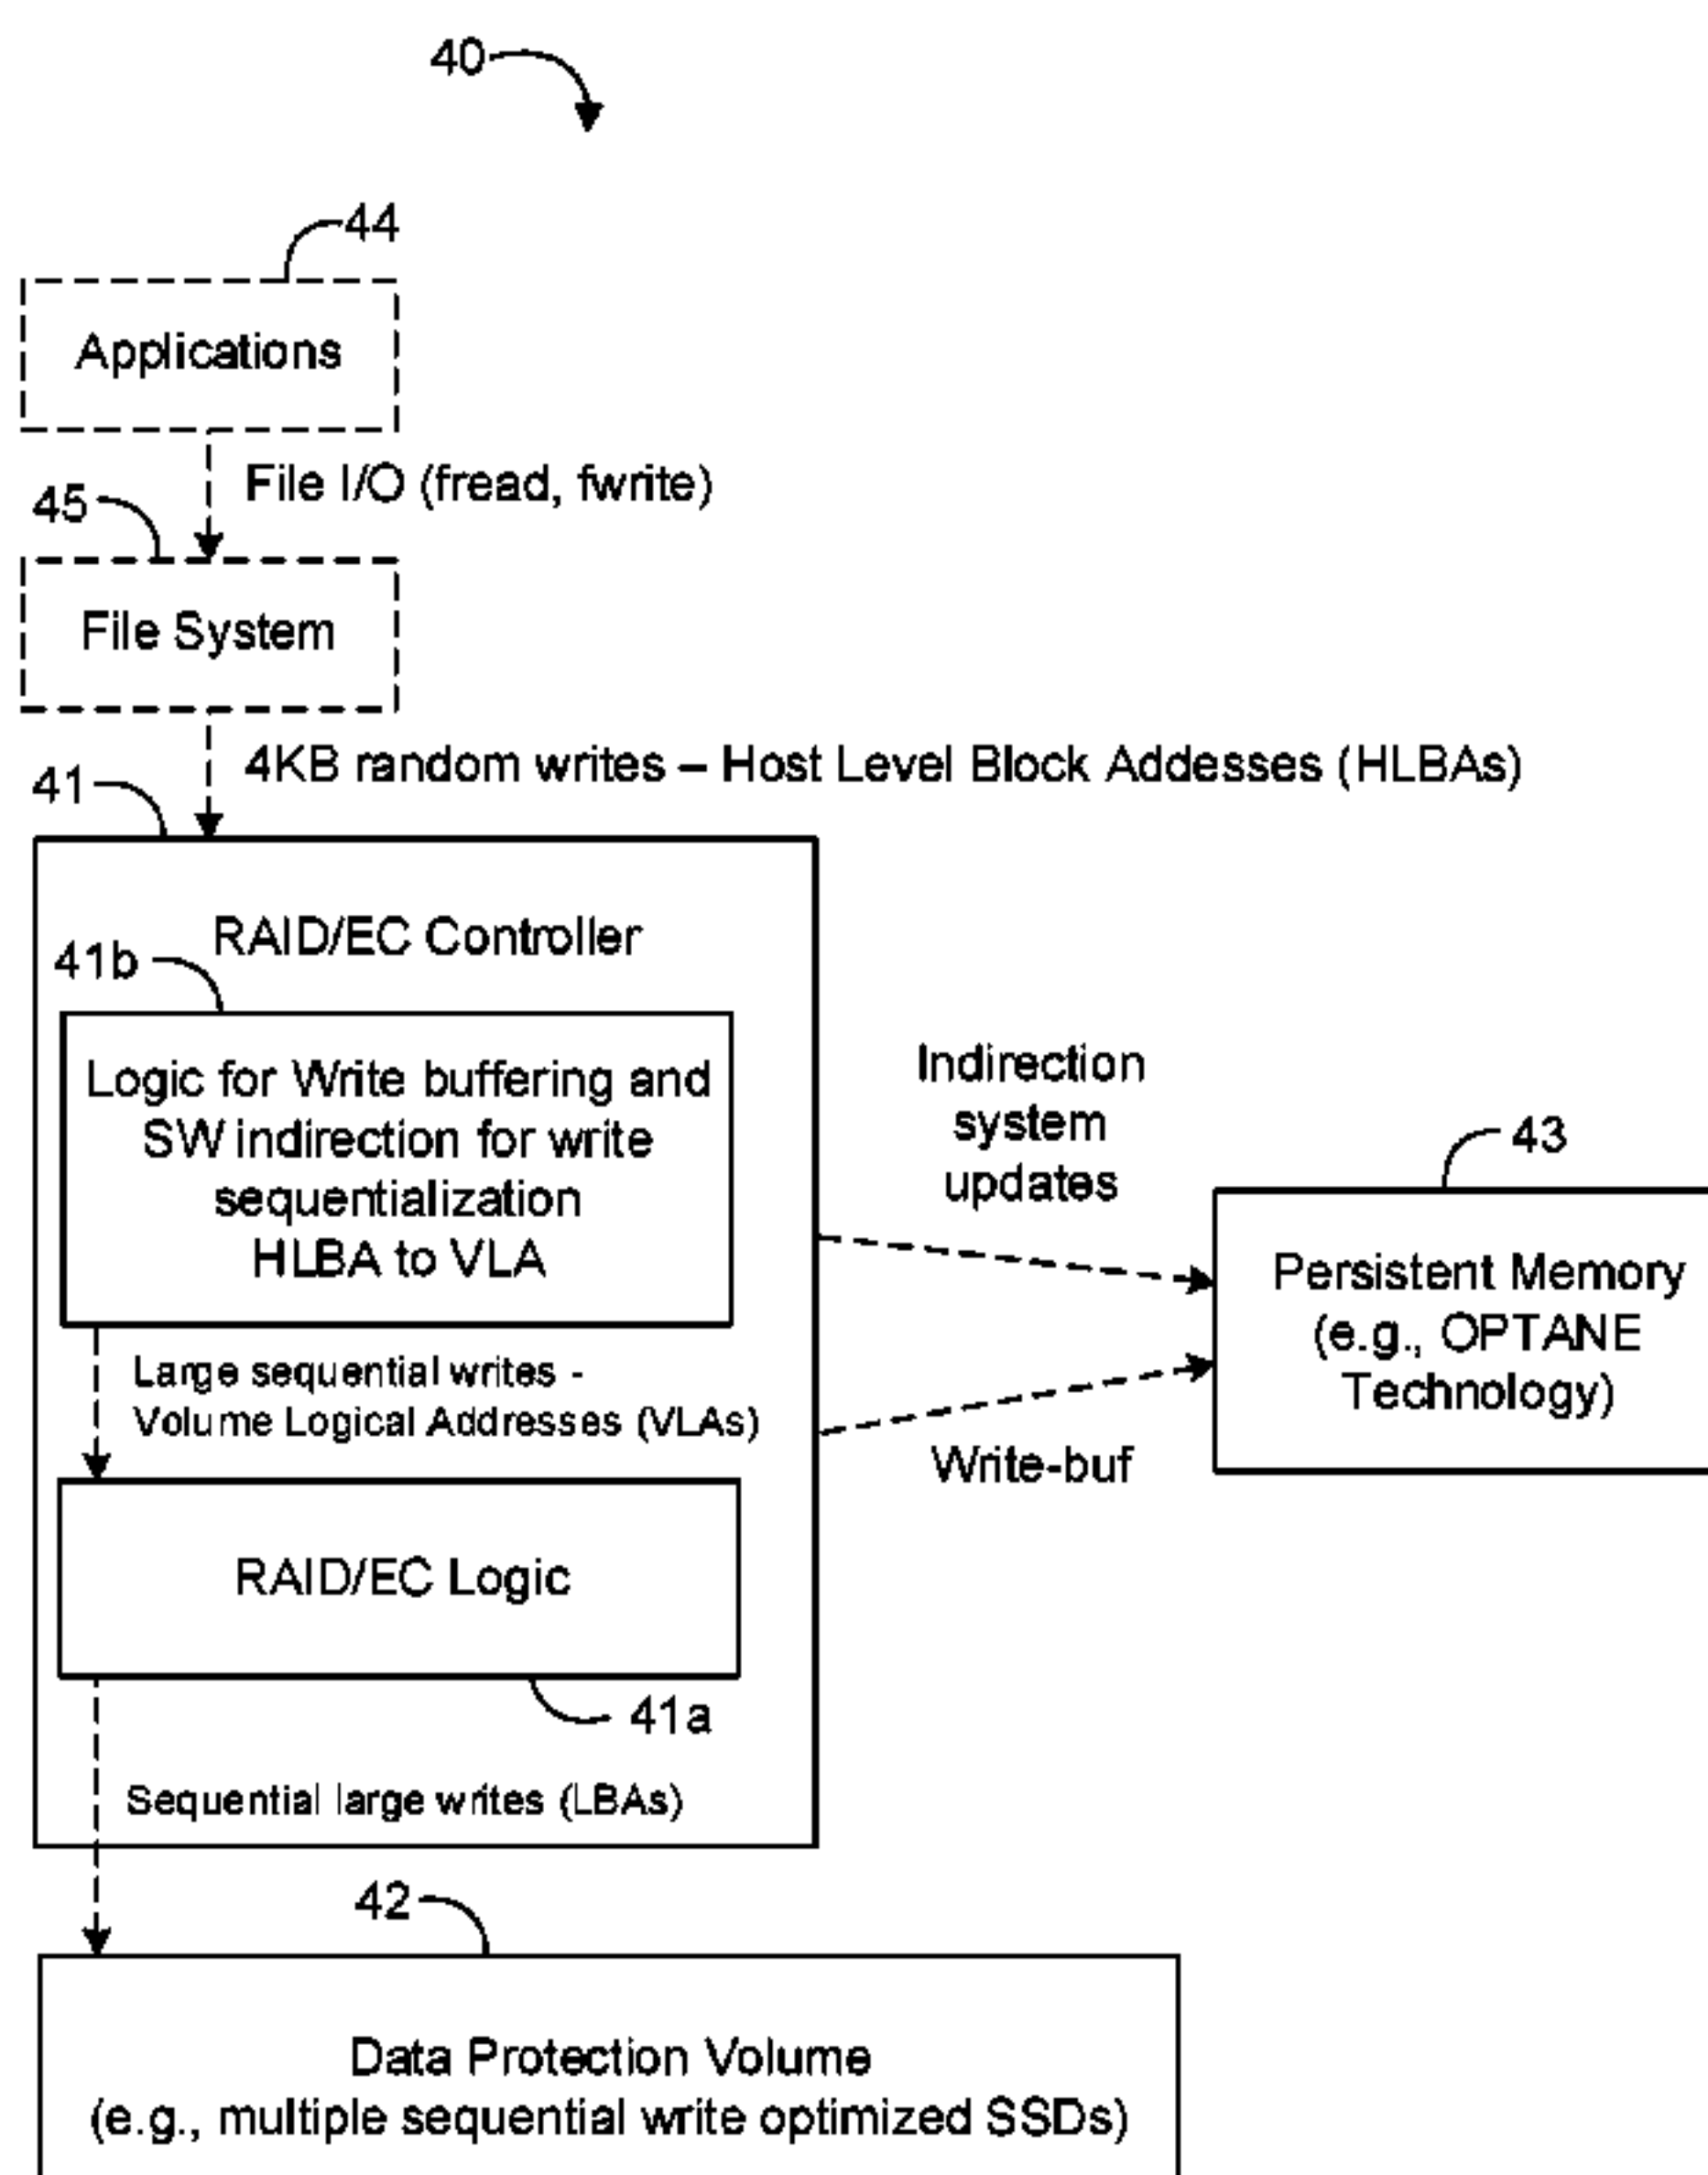 40
44
Applications
File I/O (fread, fwrite)
45
File System
4KB random writes – Host Level Block Addesses (HLBAs)
41
RAID/EC Controller
41b
Logic for Write buffering and
SW indirection for write
sequentialization
HLBA to VLA
Indirection
system
updates
43
Persistent Memory
(e.g., OPTANE
Technology)
Large sequential writes -
Volume Logical Addresses (VLAs)
Write-buf
RAID/EC Logic
41a
Sequential large writes (LBAs)
42
Data Protection Volume
(e.g., multiple sequential write optimized SSDs)